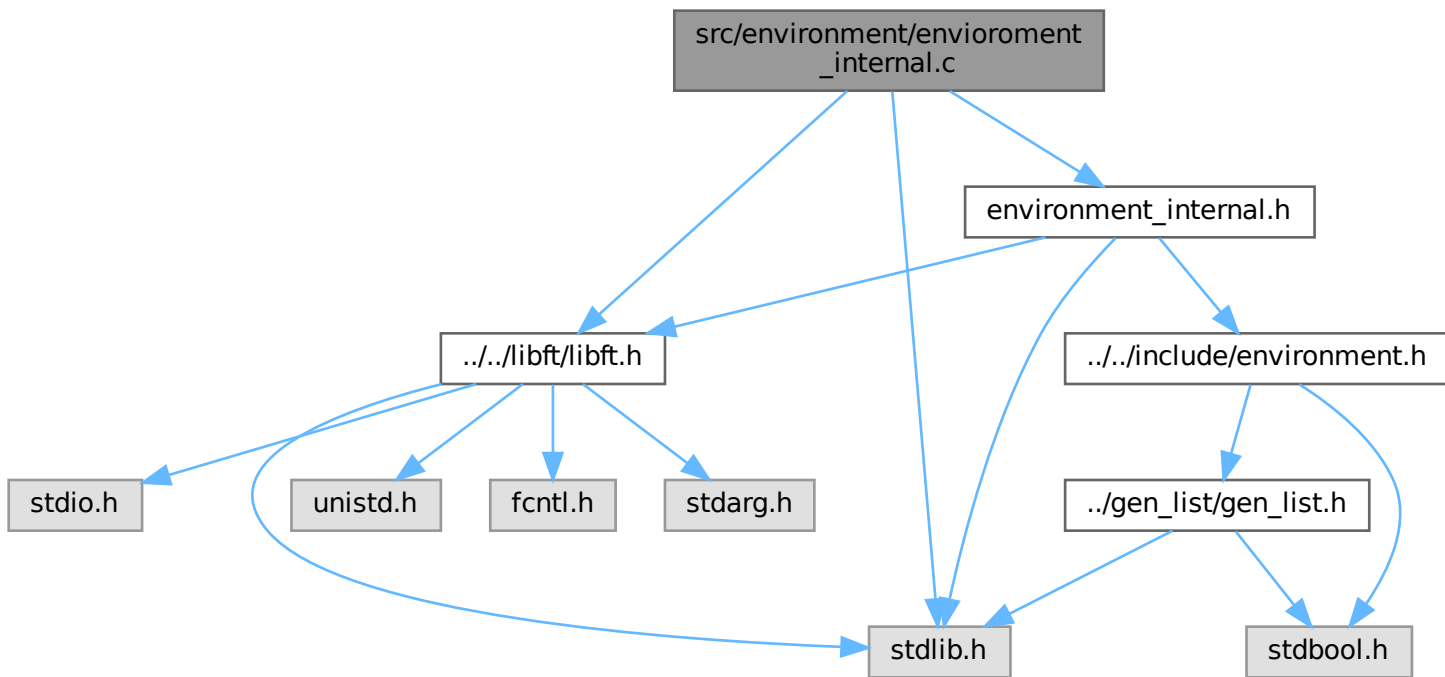 src/environment/envioroment
_internal.c
environment_internal.h
../../libft/libft.h
../../include/environment.h
stdio.h
unistd.h
fcntl.h
stdarg.h
../gen_list/gen_list.h
stdlib.h
stdbool.h